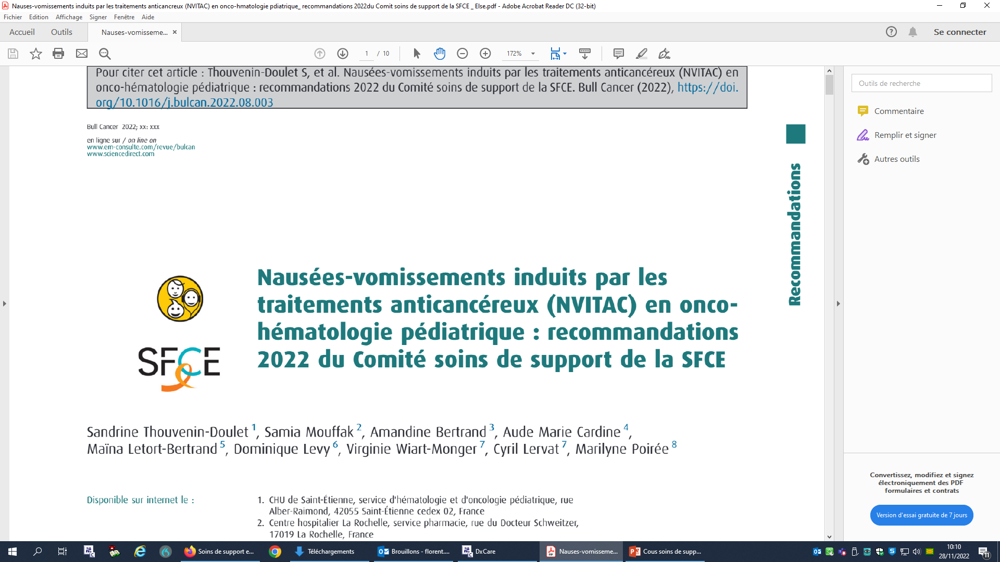 Nauses-vomissements induits par les traitements anticancreux (NVITAC) en onco-hmatologie pdiatrique_ recommandations 2022du Comit soins de support de la SFCE _ Else.pdf - Adobe Acrobat Reader DC (32-bit)
Fichier Edition Affichage Signer Fenêtre Aide
Accueil Outils Nauses-vomisseme... × Se connecter
1 / 10 172%
Pour citer cet article : Thouvenin-Doulet S, et al. Nausées-vomissements induits par les traitements anticancéreux (NVITAC) en
onco-hématologie pédiatrique : recommandations 2022 du Comité soins de support de la SFCE. Bull Cancer (2022), https://doi.
org/10.1016/j.bulcan.2022.08.003
Bull Cancer 2022; xx: xxx
en ligne sur / on line on
www.em-consulte.com/revue/bulcan
www.sciencedirect.com
Recommandations
Nausées-vomissements induits par les
traitements anticancéreux (NVITAC) en onco-
hématologie pédiatrique : recommandations
2022 du Comité soins de support de la SFCE
SFCE
Sandrine Thouvenin-Doulet 1, Samia Mouffak 2, Amandine Bertrand 3, Aude Marie Cardine 4,
Maïna Letort-Bertrand 5, Dominique Levy 6, Virginie Wiart-Monger 7, Cyril Lervat 7, Marilyne Poirée 8
Disponible sur internet le :
1. CHU de Saint-Étienne, service d'hématologie et d'oncologie pédiatrique, rue
Alber-Raimond, 42055 Saint-Étienne cedex 02, France
2. Centre hospitalier La Rochelle, service pharmacie, rue du Docteur Schweitzer,
17019 La Rochelle, France
Outils de recherche
Commentaire
Remplir et signer
Autres outils
Convertissez, modifiez et signez
électroniquement des PDF
formulaires et contrats
Version d'essai gratuite de 7 jours
Soins de support e... Téléchargements Brouillons - florent.... DxCare Nauses-vomisseme... Cous soins de supp...
10:10
28/11/2022
11